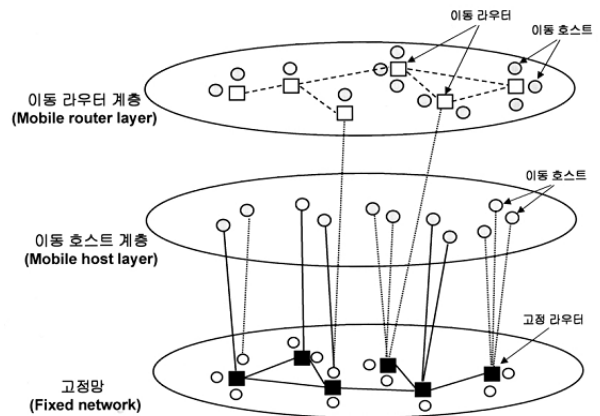 이동 라우터
이동 호스트
이동 라우터 계층
(Mobile router layer)
이동 호스트
이동 호스트 계층
(Mobile host layer)
고정 라우터
고정망
(Fixed network)